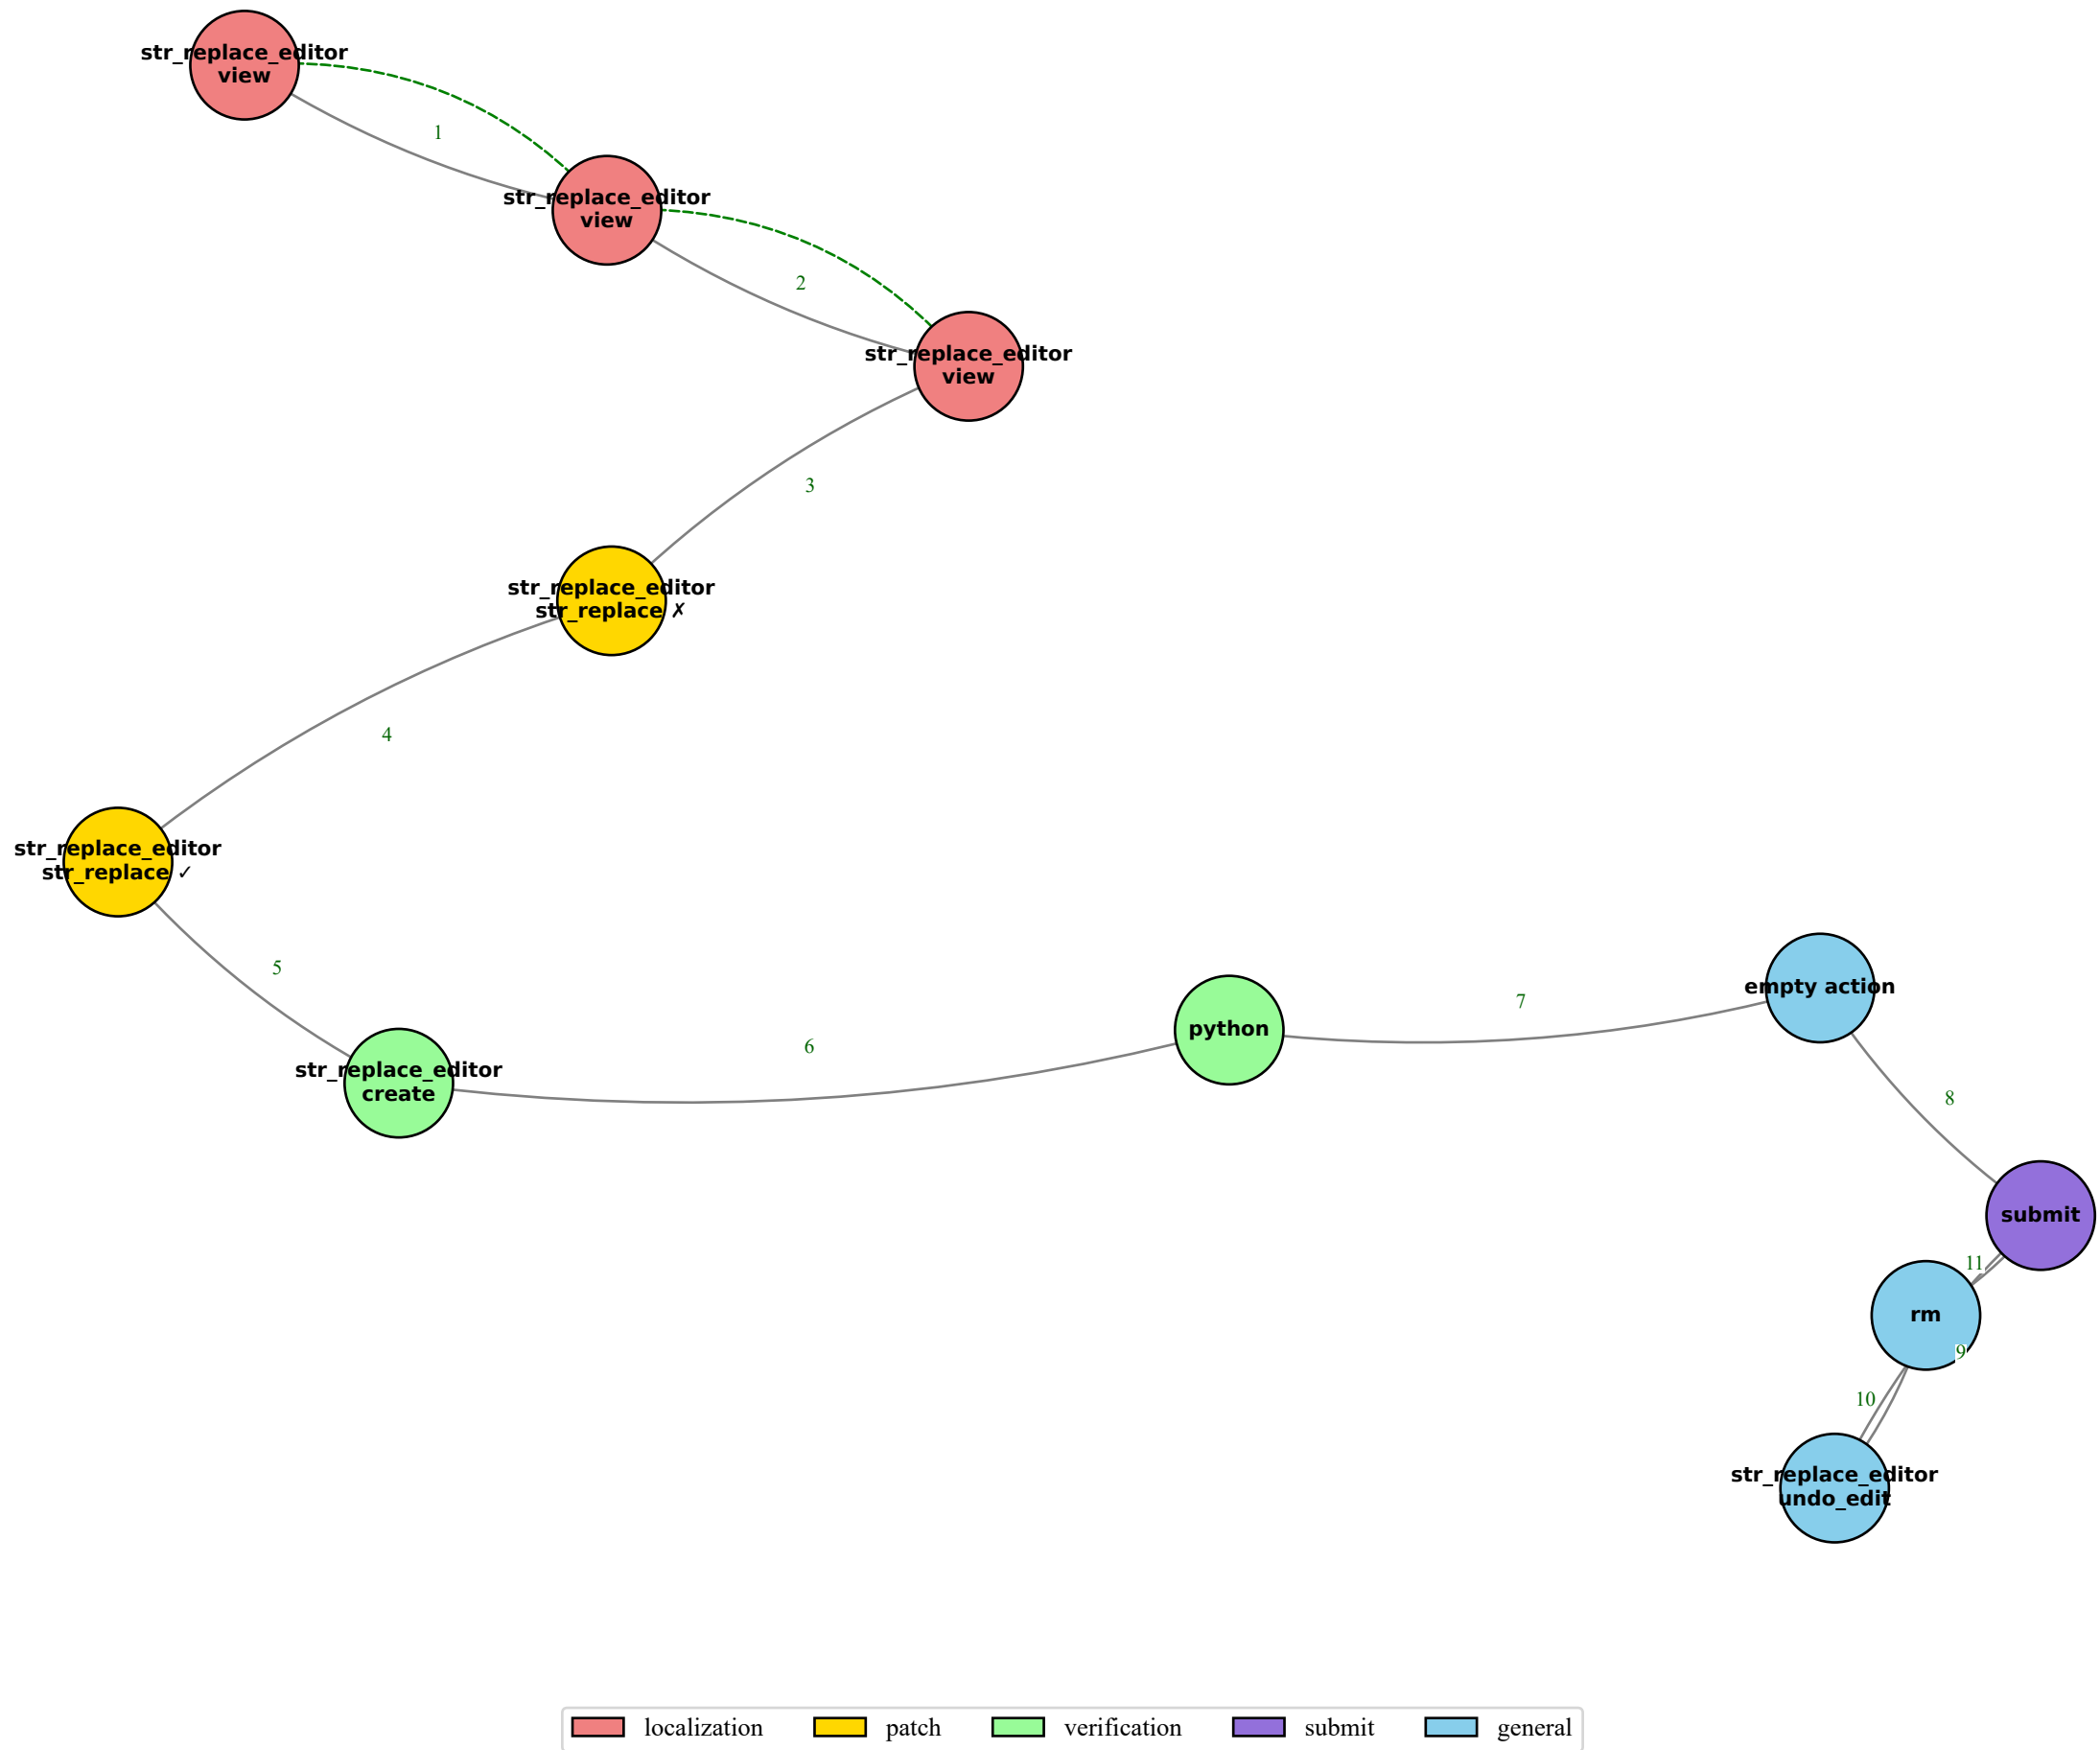 str_replace_editor
view
1
str_replace_editor
view
2
str_replace_editor
view
3
str_replace_editor
str_replace ✗
4
str_replace_editor
str_replace ✓
5
str_replace_editor
create
6
python
7
empty action
8
submit
11
rm
9
10
str_replace_editor
undo_edit
localization patch verification submit general